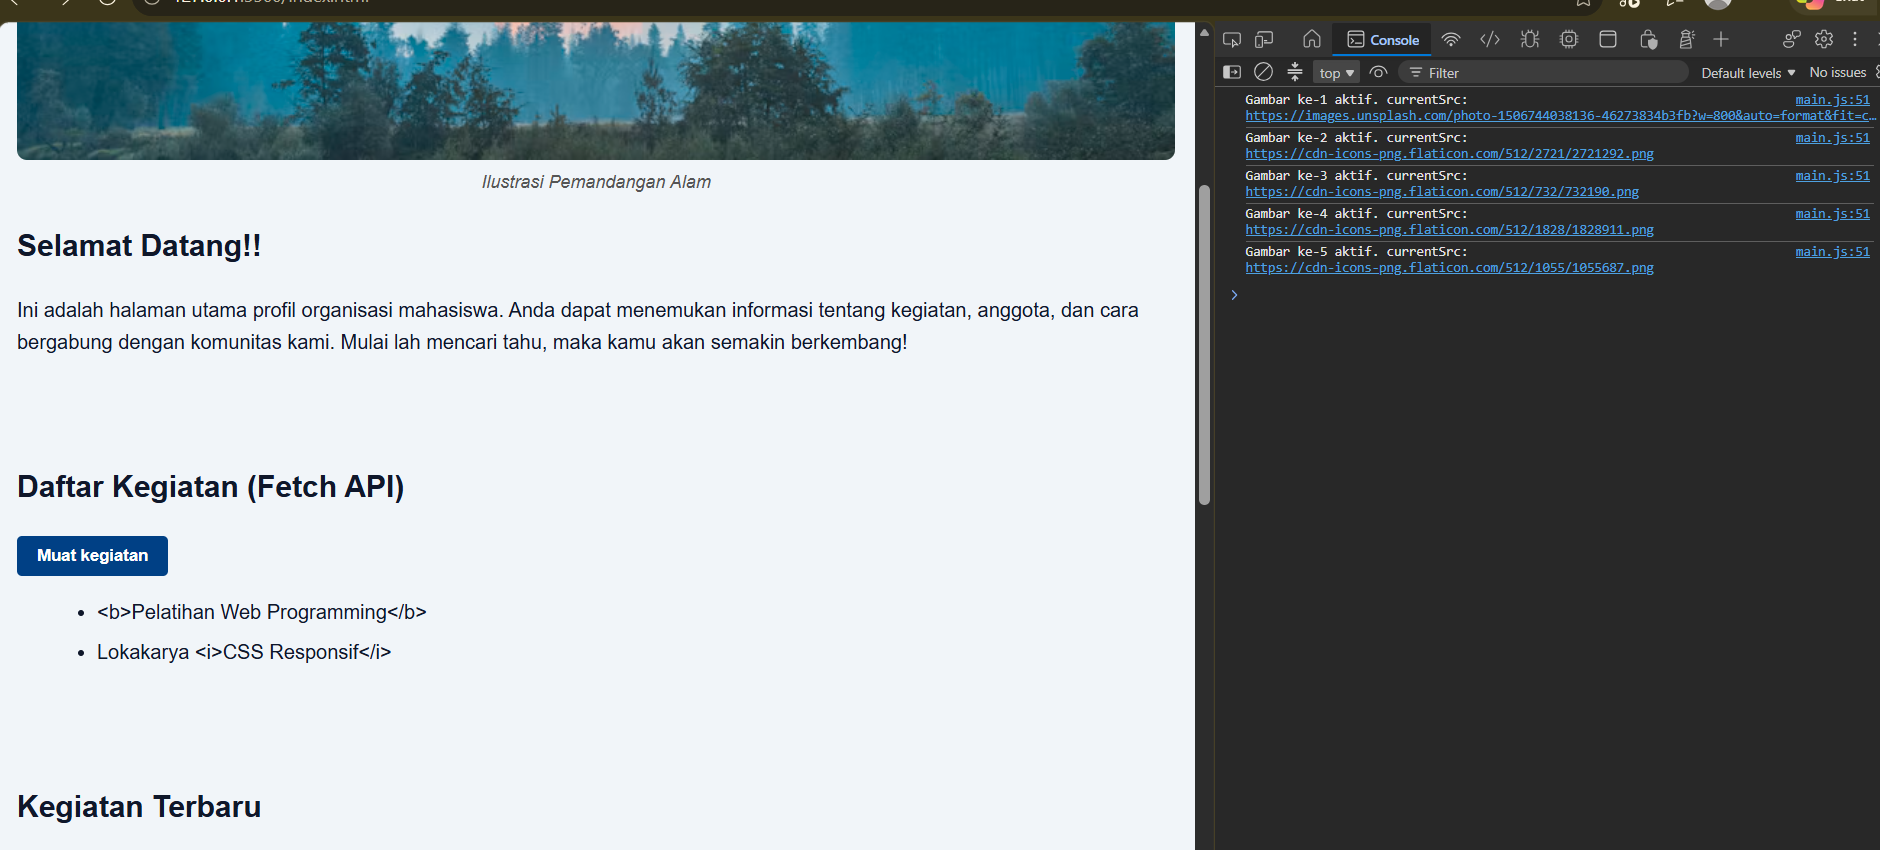 Ilustrasi Pemandangan Alam
Selamat Datang!!
Ini adalah halaman utama profil organisasi mahasiswa. Anda dapat menemukan informasi tentang kegiatan, anggota, dan cara
bergabung dengan komunitas kami. Mulai lah mencari tahu, maka kamu akan semakin berkembang!
Daftar Kegiatan (Fetch API)
Muat kegiatan
• <b>Pelatihan Web Programming</b>
• Lokakarya <i>CSS Responsif</i>
Kegiatan Terbaru
Console
top
Filter
Default levels
No issues
Gambar ke-1 aktif. currentSrc: main.js:51
https://images.unsplash.com/photo-1506744038136-46273834b3fb?w=800&auto=format&fit=c…
Gambar ke-2 aktif. currentSrc: main.js:51
https://cdn-icons-png.flaticon.com/512/2721/2721292.png
Gambar ke-3 aktif. currentSrc: main.js:51
https://cdn-icons-png.flaticon.com/512/732/732190.png
Gambar ke-4 aktif. currentSrc: main.js:51
https://cdn-icons-png.flaticon.com/512/1828/1828911.png
Gambar ke-5 aktif. currentSrc: main.js:51
https://cdn-icons-png.flaticon.com/512/1055/1055687.png